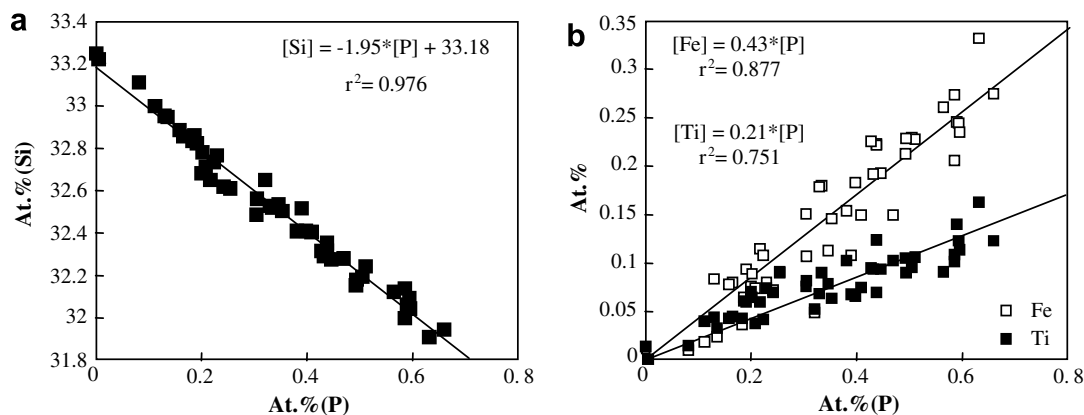 a
33.4
33.2
33
32.8
32.6
32.4
32.2
32
31.8
At.%(Si)
[Si] = -1.95*[P] + 33.18
r²= 0.976
0
0.2
0.4
0.6
0.8
At.%(P)
b
0.35
0.3
0.25
0.2
0.15
0.1
0.05
0
At.%
[Fe] = 0.43*[P]
r²= 0.877
[Ti] = 0.21*[P]
r²= 0.751
Fe
Ti
0
0.2
0.4
0.6
0.8
At.%(P)